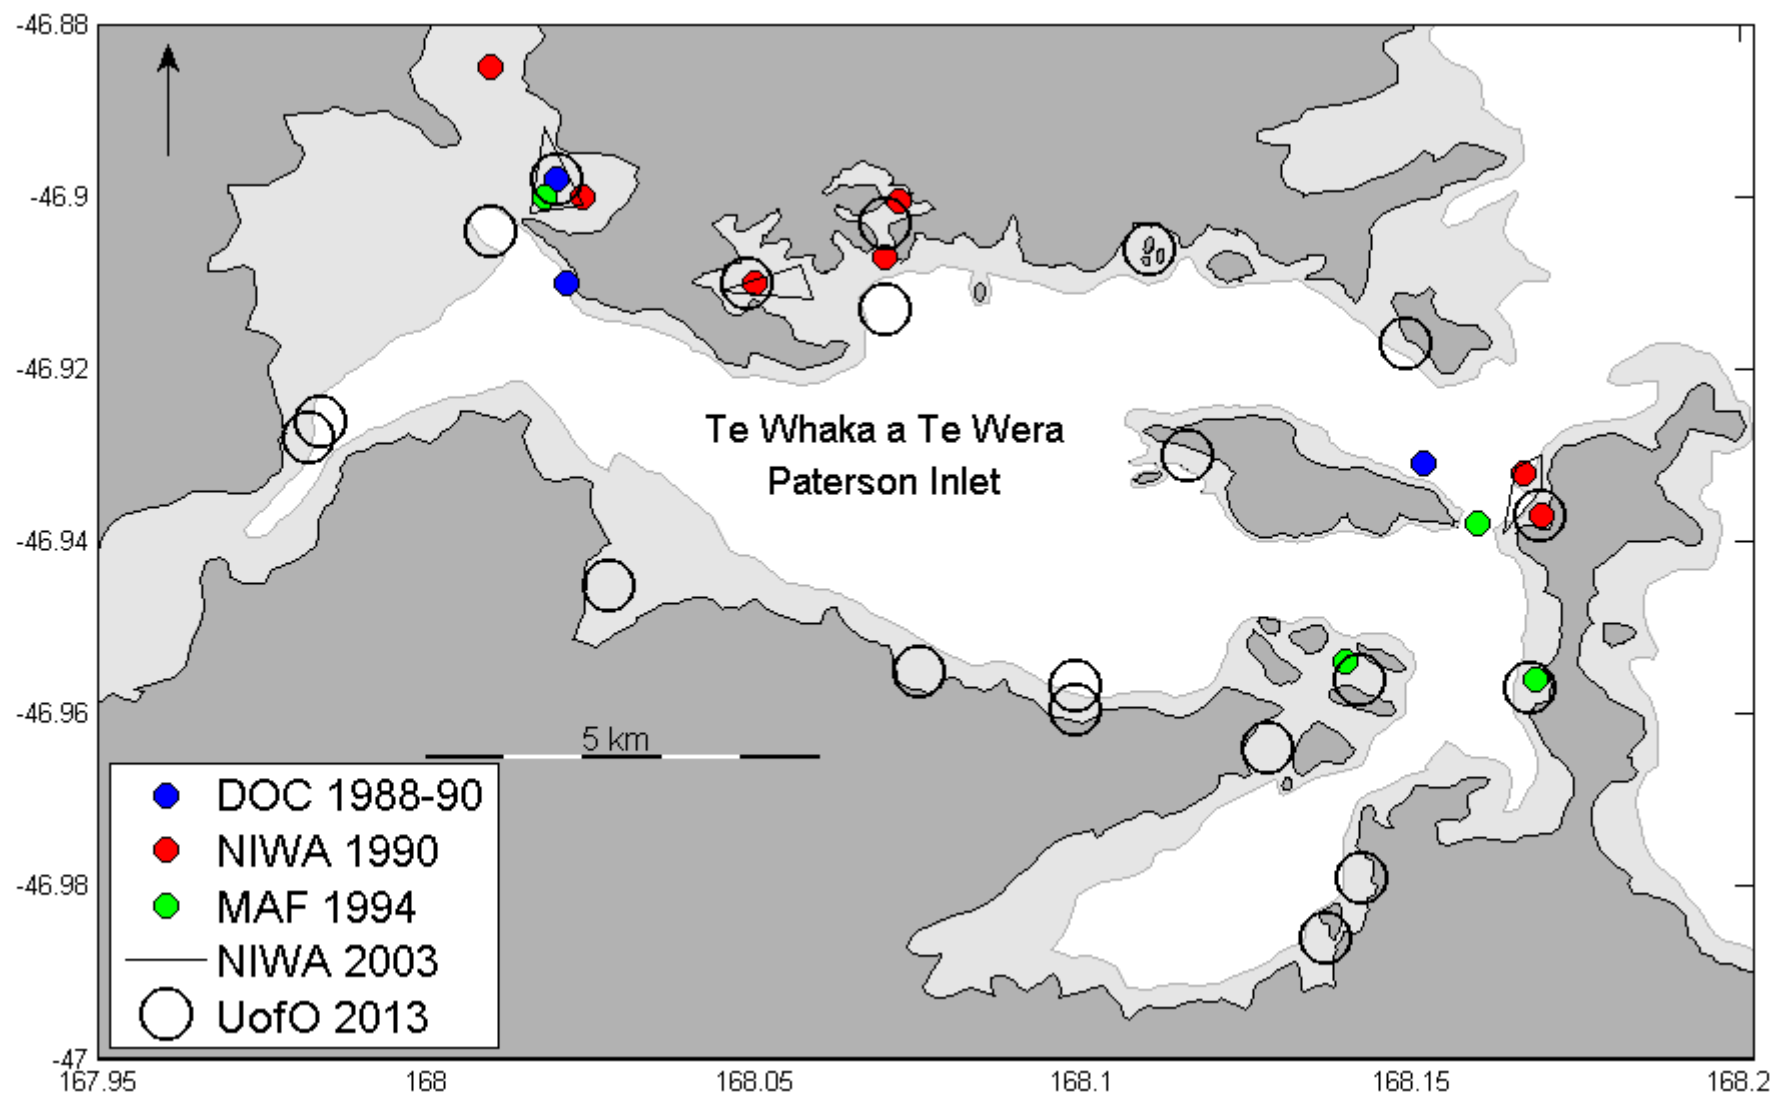 -46.88
-46.9
-46.92
-46.94
-46.96
-46.98
-47
Te Whaka a Te Wera
Paterson Inlet
5 km
DOC 1988-90
NIWA 1990
MAF 1994
NIWA 2003
UofO 2013
167.95
168
168.05
168.1
168.15
168.2